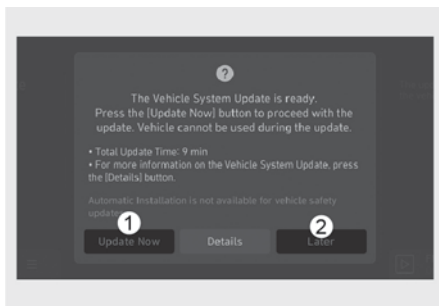 ?
The Vehicle System Update is ready.
Press the [Update Now] button to proceed with the
update. Vehicle cannot be used during the update.
• Total Update Time: 9 min
• For more information on the Vehicle System Update, press
the [Details] button.
Automatic Installation is not available for vehicle safety
1
2
Update Now
Details
Later